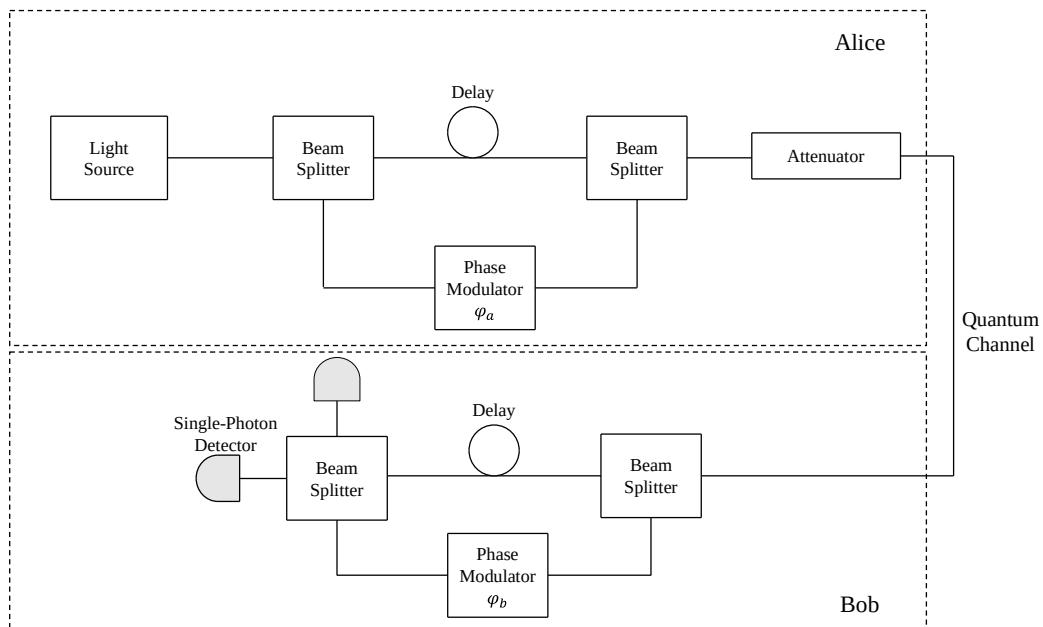 Alice
Delay
Light
Source
Beam
Splitter
Beam
Splitter
Attenuator
Phase
Modulator
φₐ
Quantum
Channel
Single-Photon
Detector
Delay
Beam
Splitter
Beam
Splitter
Phase
Modulator
φ_b
Bob